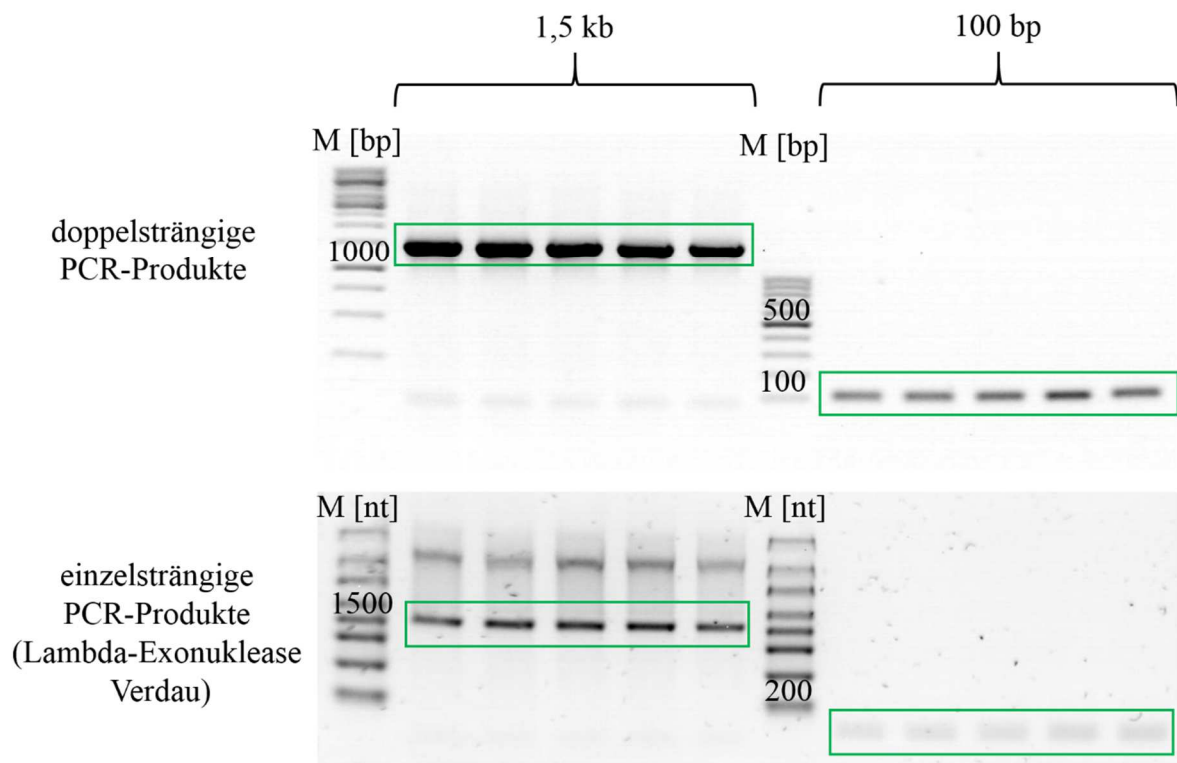 1,5 kb
100 bp
M [bp]
M [bp]
doppelsträngige
PCR-Produkte
1000
500
100
M [nt]
M [nt]
einzelsträngige
PCR-Produkte
(Lambda-Exonuklease
Verdau)
1500
200